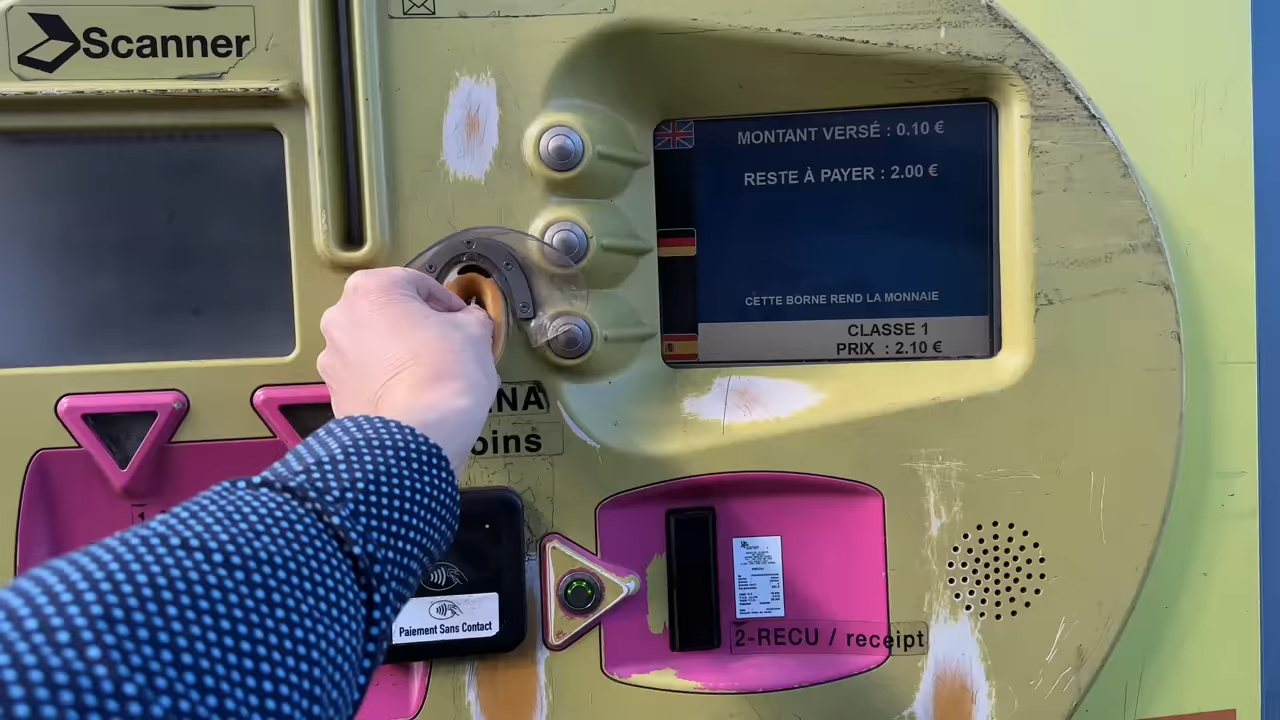 Scanner
MONTANT VERSÉ : 0.10 €
RESTE À PAYER : 2.00 €
CETTE BORNE REND LA MONNAIE
CLASSE 1
PRIX : 2.10 €
Paiement Sans Contact
2-RECU / receipt